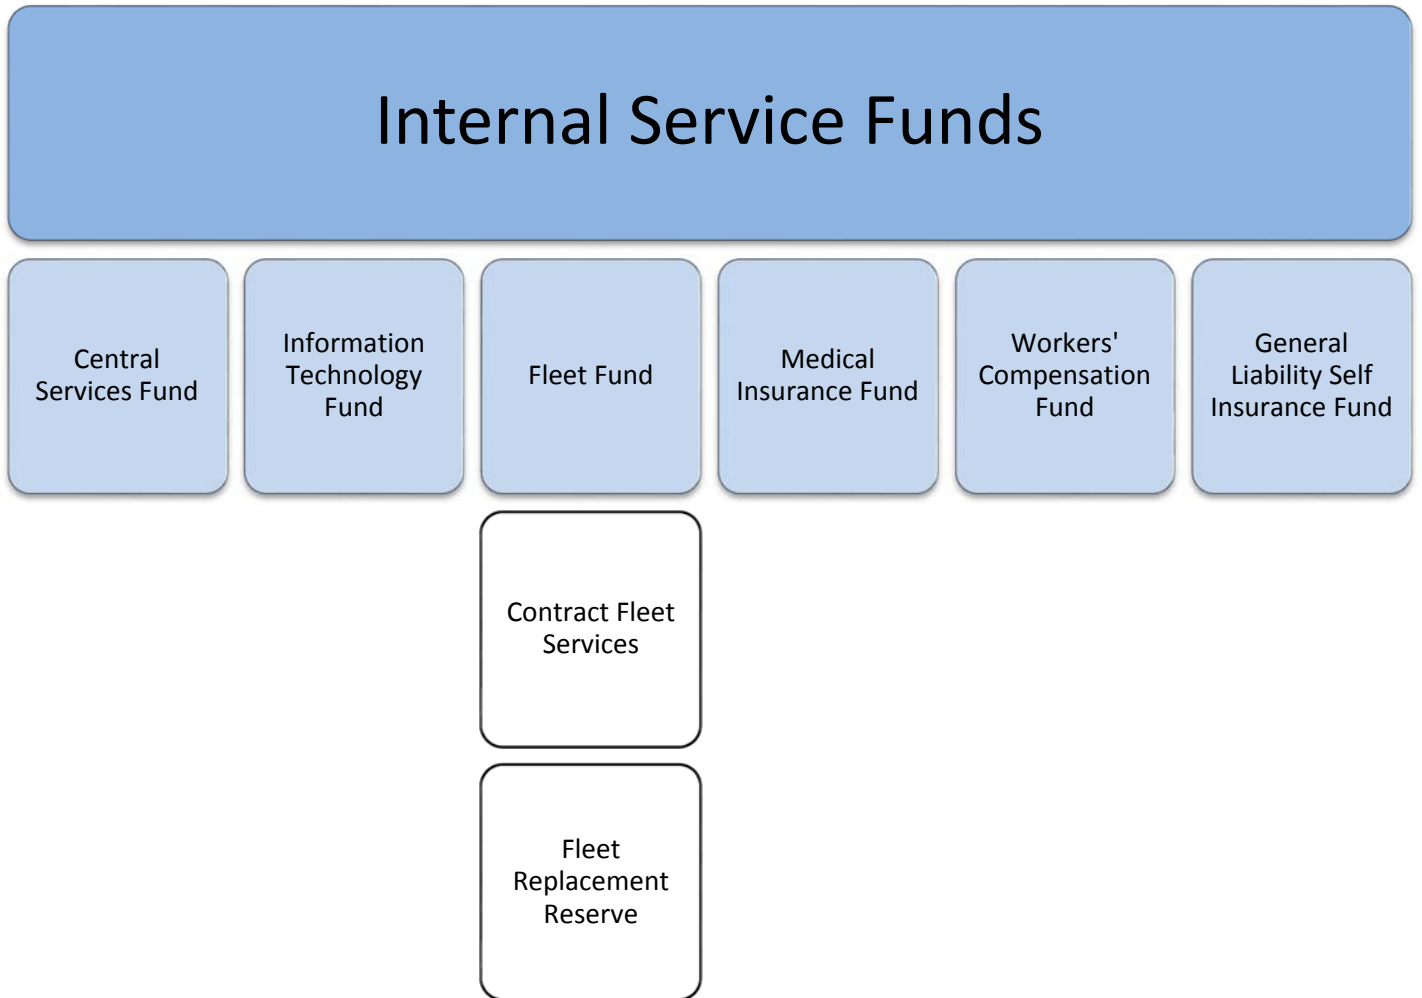 Internal Service Funds
Central
Services Fund
Information
Technology
Fund
Fleet Fund
Medical
Insurance Fund
Workers'
Compensation
Fund
General
Liability Self
Insurance Fund
Contract Fleet
Services
Fleet
Replacement
Reserve